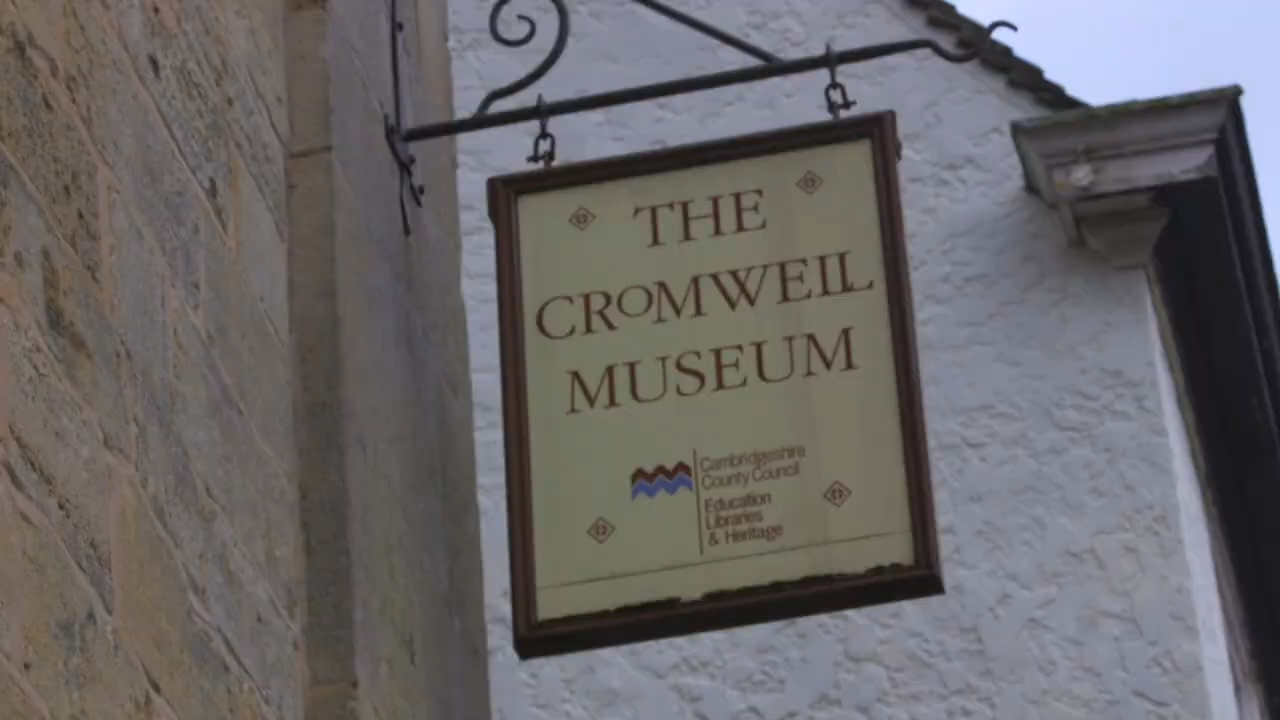 THE
CROMWELL
MUSEUM
Cambridgeshire
County Council
Education
Libraries
& Heritage